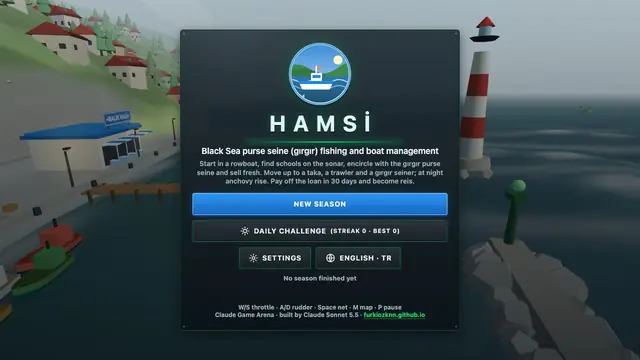 BALIK HALİ
HAMSİ
Black Sea purse seine (gırgır) fishing and boat management
Start in a rowboat, find schools on the sonar, encircle with the gırgır purse
seine and sell fresh. Move up to a taka, a trawler and a gırgır seiner; at night
anchovy rise. Pay off the loan in 30 days and become reis.
NEW SEASON
DAILY CHALLENGE (STREAK 0 · BEST 0)
SETTINGS
ENGLISH · TR
No season finished yet
W/S throttle · A/D rudder · Space net · M map · P pause
Claude Game Arena · built by Claude Sonnet 5.5 · furkiozknn.github.io